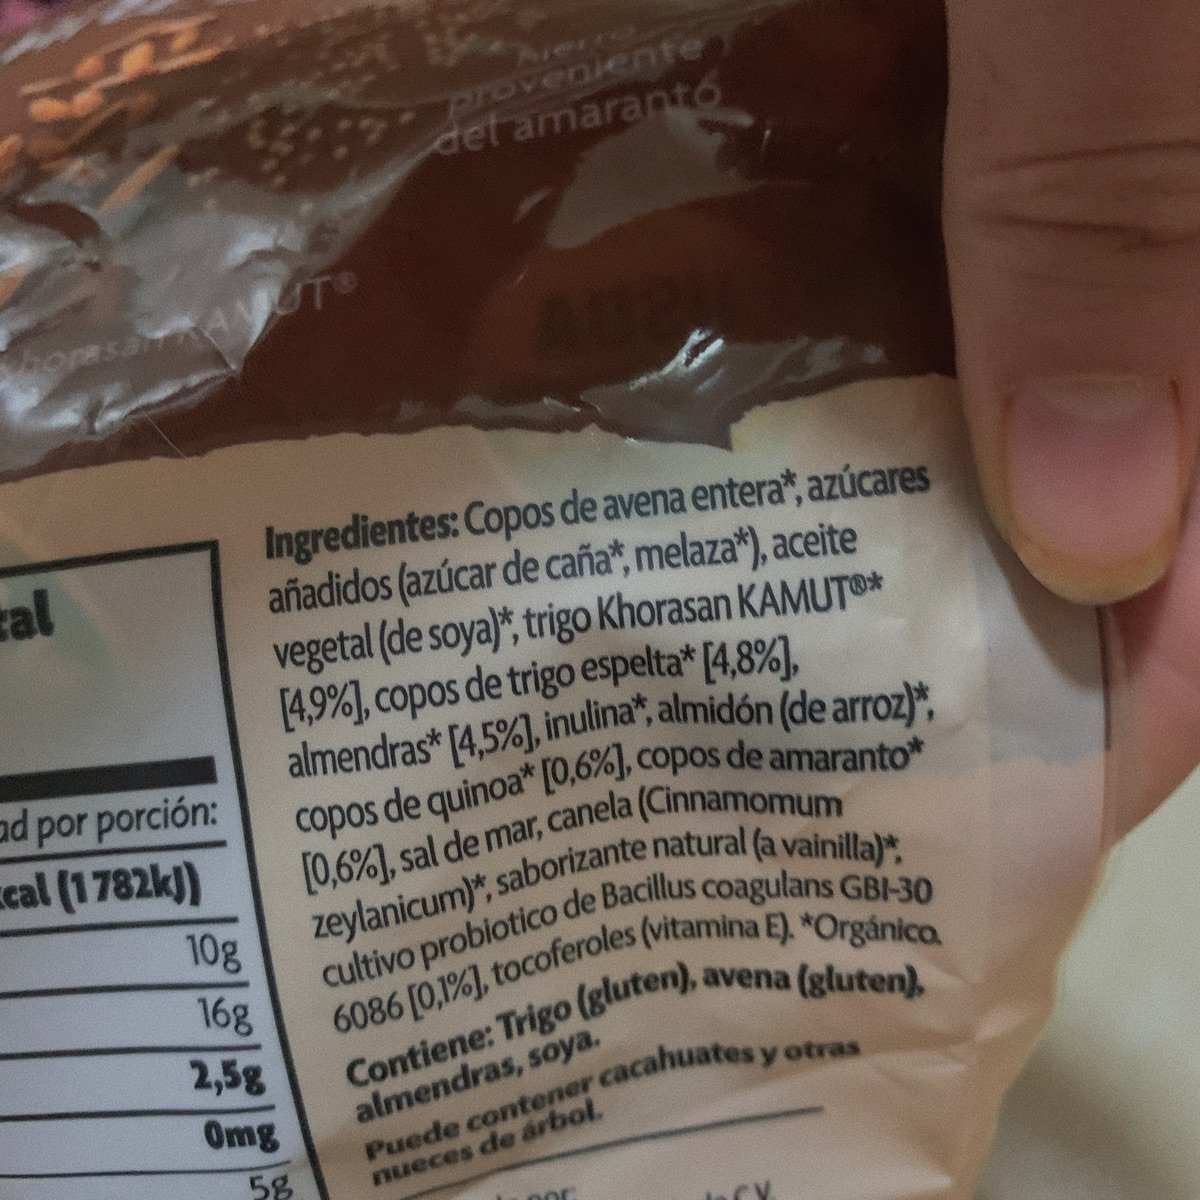 Hierro
proveniente
del amaranto
Khorasan KAMUT®
Ingredientes: Copos de avena entera*, azúcares
añadidos (azúcar de caña*, melaza*), aceite
vegetal (de soya)*, trigo Khorasan KAMUT®*
[4,9%], copos de trigo espelta* [4,8%],
almendras* [4,5%], inulina*, almidón (de arroz)*,
copos de quinoa* [0,6%], copos de amaranto*
[0,6%], sal de mar, canela (Cinnamomum
zeylanicum)*, saborizante natural (a vainilla)*,
cultivo probiotico de Bacillus coagulans GBI-30
6086 [0,1%], tocoferoles (vitamina E). *Orgánico.
Contiene: Trigo (gluten), avena (gluten),
almendras, soya.
Puede contener cacahuates y otras
nueces de árbol.
tal
ad por porción:
kcal (1 782kJ)
10g
16g
2,5g
0mg
5g